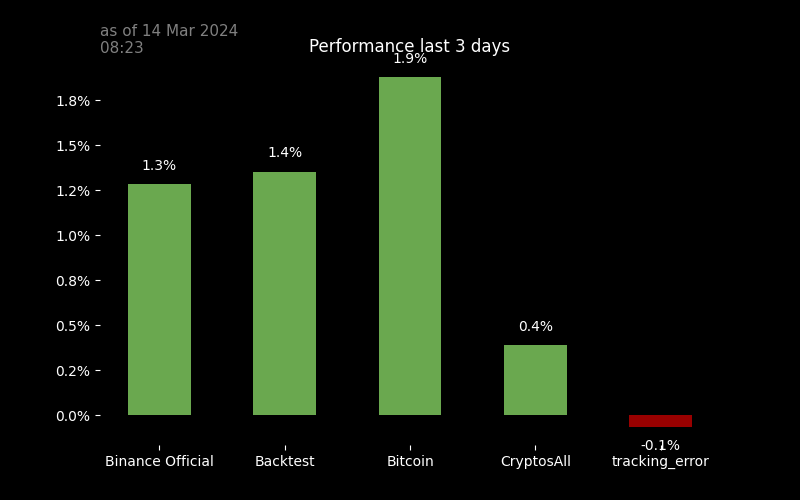 as of 14 Mar 2024
08:23
Performance last 3 days
1.9%
1.8%
1.5%
1.4%
1.3%
1.2%
1.0%
0.8%
0.5%
0.4%
0.2%
0.0%
-0.1%
Binance Official
Backtest
Bitcoin
CryptosAll
tracking_error